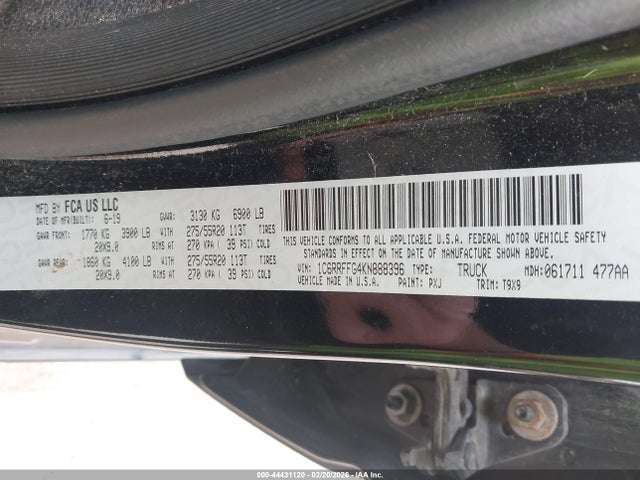 MFD BY FCA US LLC
DATE OF MFR(BUILT): 6-19 GVWR: 3130 KG 6900 LB
GAWR FRONT: 1770 KG 3900 LB WITH 275/55R20 113T TIRES
20X9.0 RIMS AT 270 KPA ( 39 PSI) COLD
GAWR REAR: 1860 KG 4100 LB WITH 275/55R20 113T TIRES
20X9.0 RIMS AT 270 KPA ( 39 PSI) COLD
THIS CONFORMS TO ALL APPLICABLE U.S.A. FEDERAL MOTOR VEHICLE SAFETY
STANDARDS IN EFFECT ON THE DATE OF MANUFACTURE SHOWN ABOVE.
VIN: 1C6RRFFG4KN888396 TYPE: TRUCK MDH: 061711 477AA
VEHICLE MADE IN U.S.A. PAINT: PXJ TRIM: T9X9
000-44431120 - 02/20/2026 - IAA Inc.